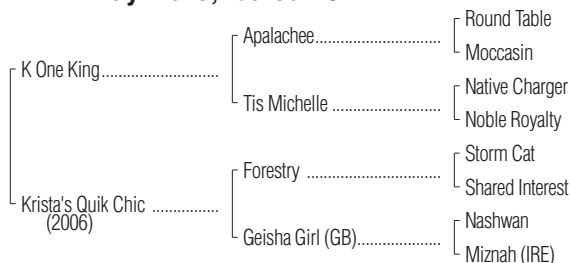 Round Table
Apalachee
Moccasin
K One King
Native Charger
Tis Michelle
Noble Royalty
Storm Cat
Forestry
Shared Interest
Krista's Quik Chic
(2006)
Nashwan
Geisha Girl (GB)
Miznah (IRE)